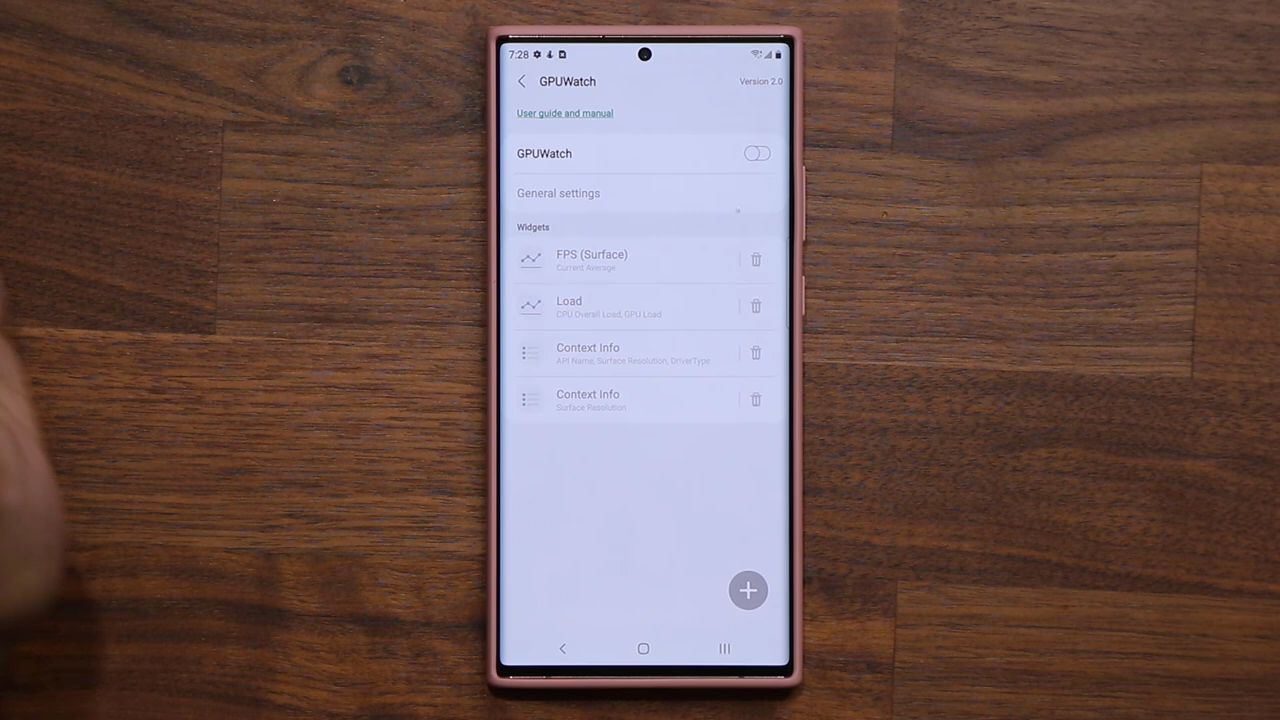 7:28
GPUWatch
Version 2.0
User guide and manual
GPUWatch
General settings
Widgets
FPS (Surface)
Current Average
Load
CPU Overall Load, GPU Load
Context Info
API Name, Surface Resolution, DriverType
Context Info
Surface Resolution